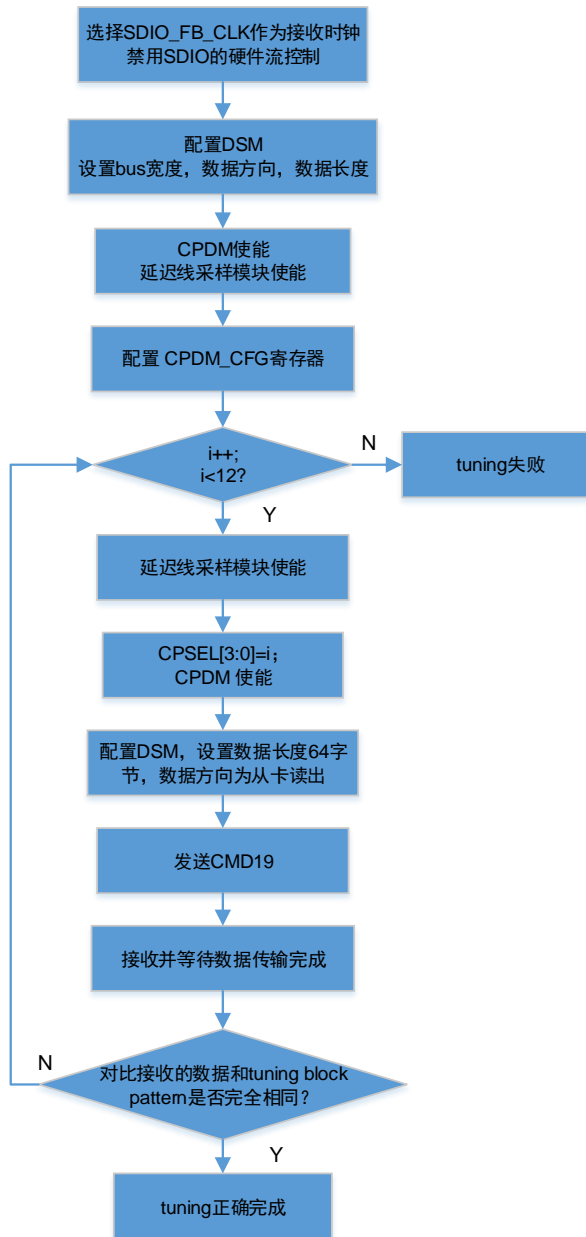 选择SDIO_FB_CLK作为接收时钟
禁用SDIO的硬件流控制
配置DSM
设置bus宽度，数据方向，数据长度
CPDM使能
延迟线采样模块使能
配置 CPDM_CFG寄存器
i++;
i<12?
N
tuning失败
Y
延迟线采样模块使能
CPSEL[3:0]=i；
CPDM 使能
配置DSM，设置数据长度64字
节，数据方向为从卡读出
发送CMD19
接收并等待数据传输完成
N
对比接收的数据和tuning block
pattern是否完全相同？
Y
tuning正确完成